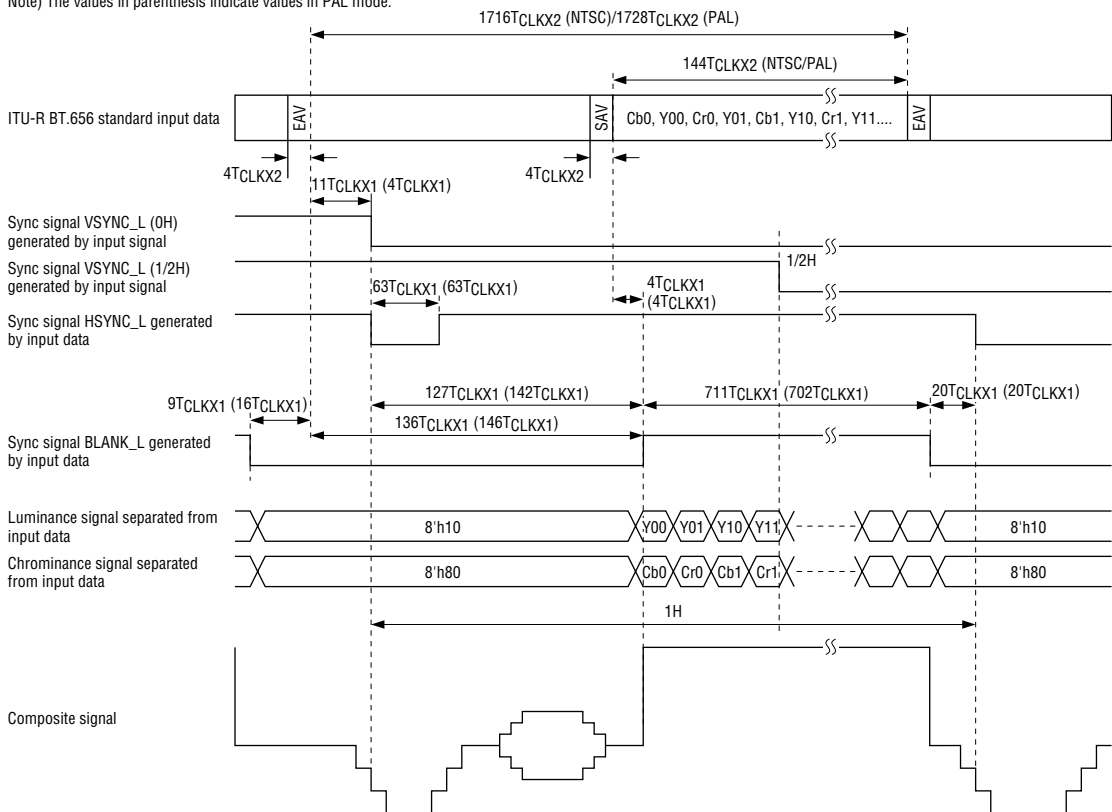 Note) The values in parenthesis indicate values in PAL mode.
1716TCLKX2 (NTSC)/1728TCLKX2 (PAL)
144TCLKX2 (NTSC/PAL)
ITU-R BT.656 standard input data
EAV
SAV
Cb0, Y00, Cr0, Y01, Cb1, Y10, Cr1, Y11....
EAV
4TCLKX2
4TCLKX2
11TCLKX1 (4TCLKX1)
Sync signal VSYNC_L (0H)
generated by input signal
Sync signal VSYNC_L (1/2H)
generated by input signal
1/2H
63TCLKX1 (63TCLKX1)
4TCLKX1
(4TCLKX1)
Sync signal HSYNC_L generated
by input data
9TCLKX1 (16TCLKX1)
127TCLKX1 (142TCLKX1)
711TCLKX1 (702TCLKX1)
20TCLKX1 (20TCLKX1)
136TCLKX1 (146TCLKX1)
Sync signal BLANK_L generated
by input data
Luminance signal separated from
input data
8'h10
Y00
Y01
Y10
Y11
8'h10
Chrominance signal separated
from input data
8'h80
Cb0
Cr0
Cb1
Cr1
8'h80
1H
Composite signal